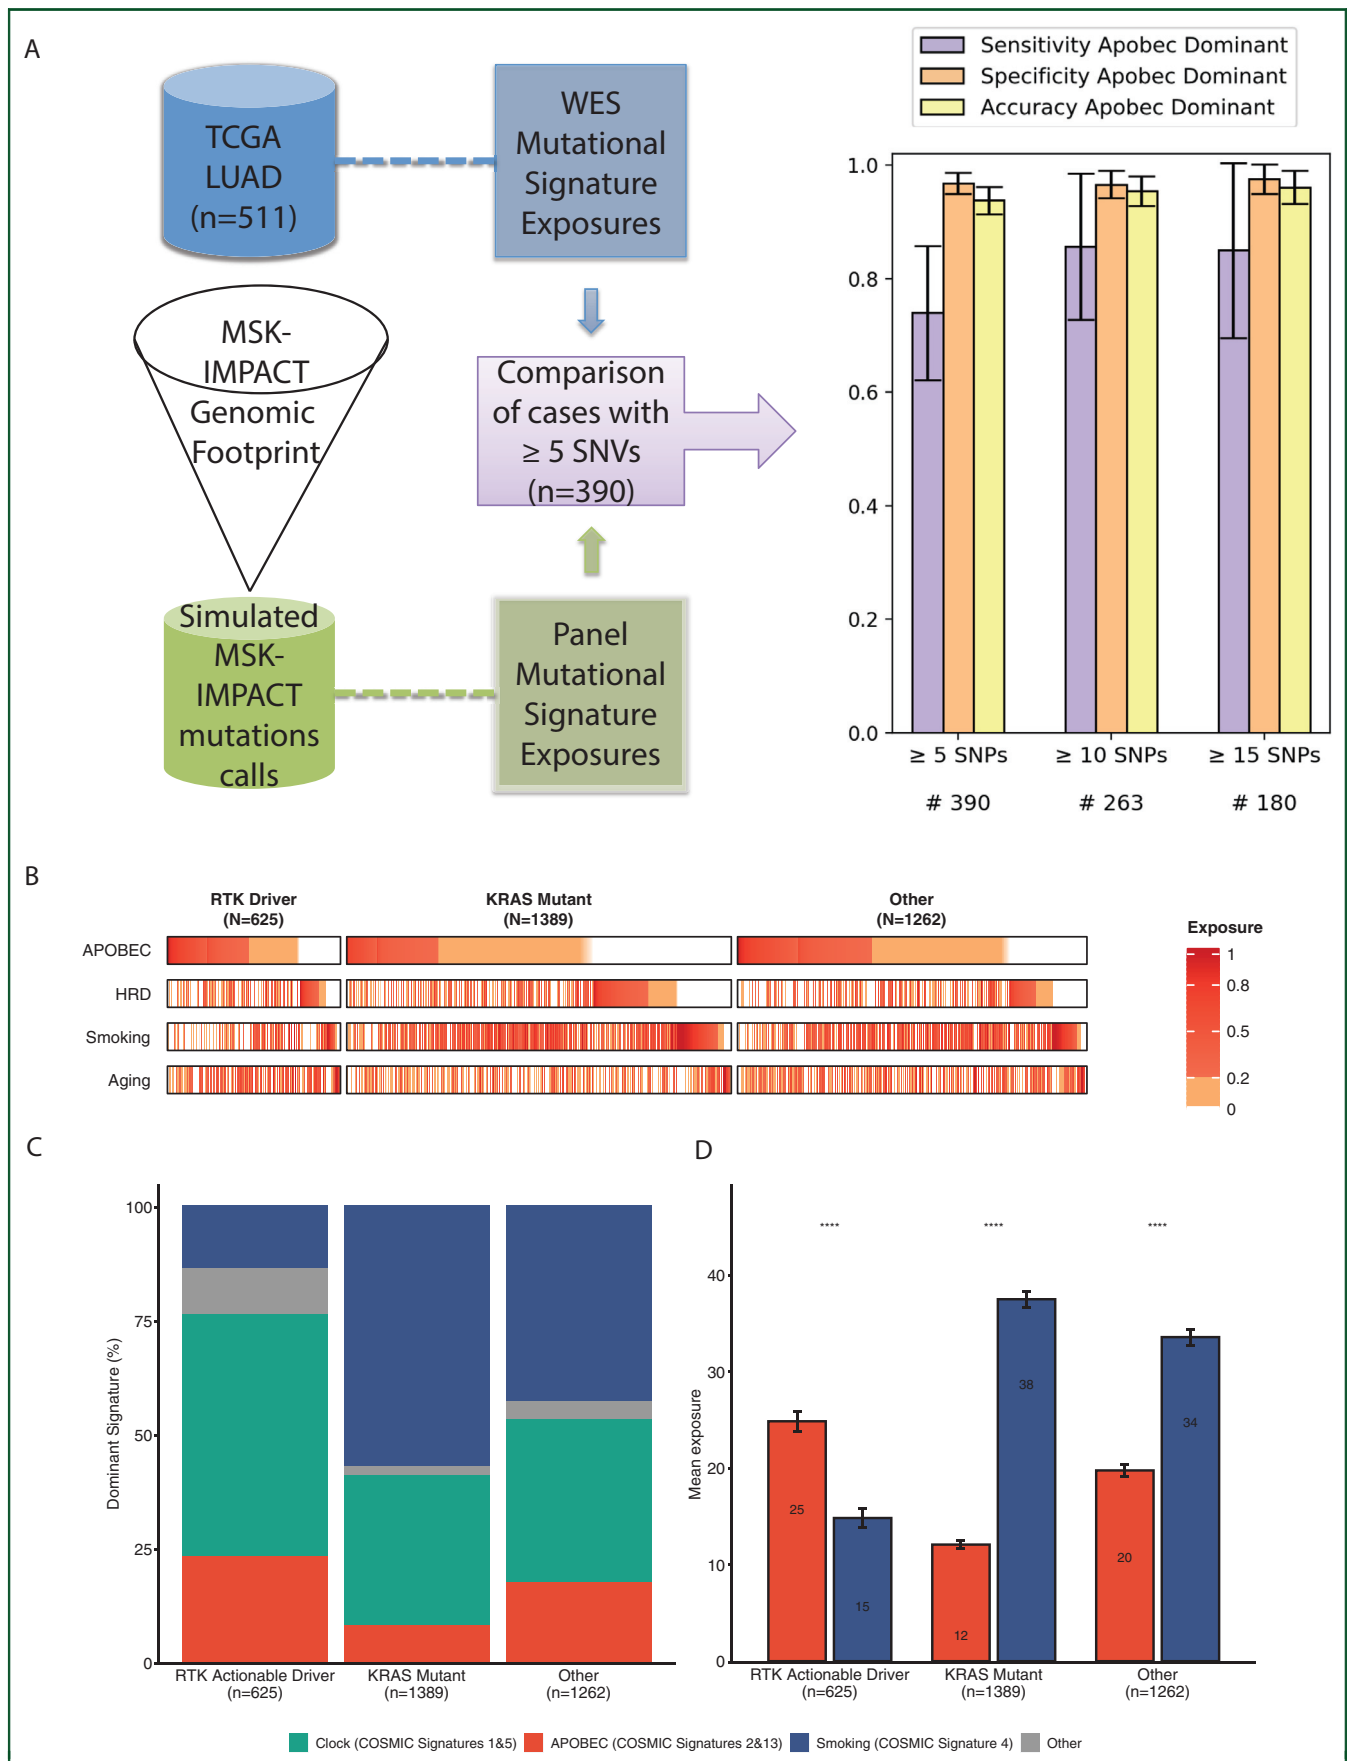 A
TCGA
LUAD
(n=511)
WES
Mutational
Signature
Exposures
MSK-
IMPACT
Genomic
Footprint
Comparison
of cases with
≥ 5 SNVs
(n=390)
Simulated
MSK-
IMPACT
mutations
calls
Panel
Mutational
Signature
Exposures
Sensitivity Apobec Dominant
Specificity Apobec Dominant
Accuracy Apobec Dominant
1.0
0.8
0.6
0.4
0.2
0.0
≥ 5 SNPs
≥ 10 SNPs
≥ 15 SNPs
# 390
# 263
# 180
B
RTK Driver
(N=625)
KRAS Mutant
(N=1389)
Other
(N=1262)
APOBEC
HRD
Smoking
Aging
Exposure
1
0.8
0.5
0.2
0
C
Dominant Signature (%)
100
75
50
25
0
RTK Actionable Driver
(n=625)
KRAS Mutant
(n=1389)
Other
(n=1262)
D
Mean exposure
40
30
20
10
0
****
****
****
25
15
12
38
20
34
RTK Actionable Driver
(n=625)
KRAS Mutant
(n=1389)
Other
(n=1262)
Clock (COSMIC Signatures 1&5)
APOBEC (COSMIC Signatures 2&13)
Smoking (COSMIC Signature 4)
Other